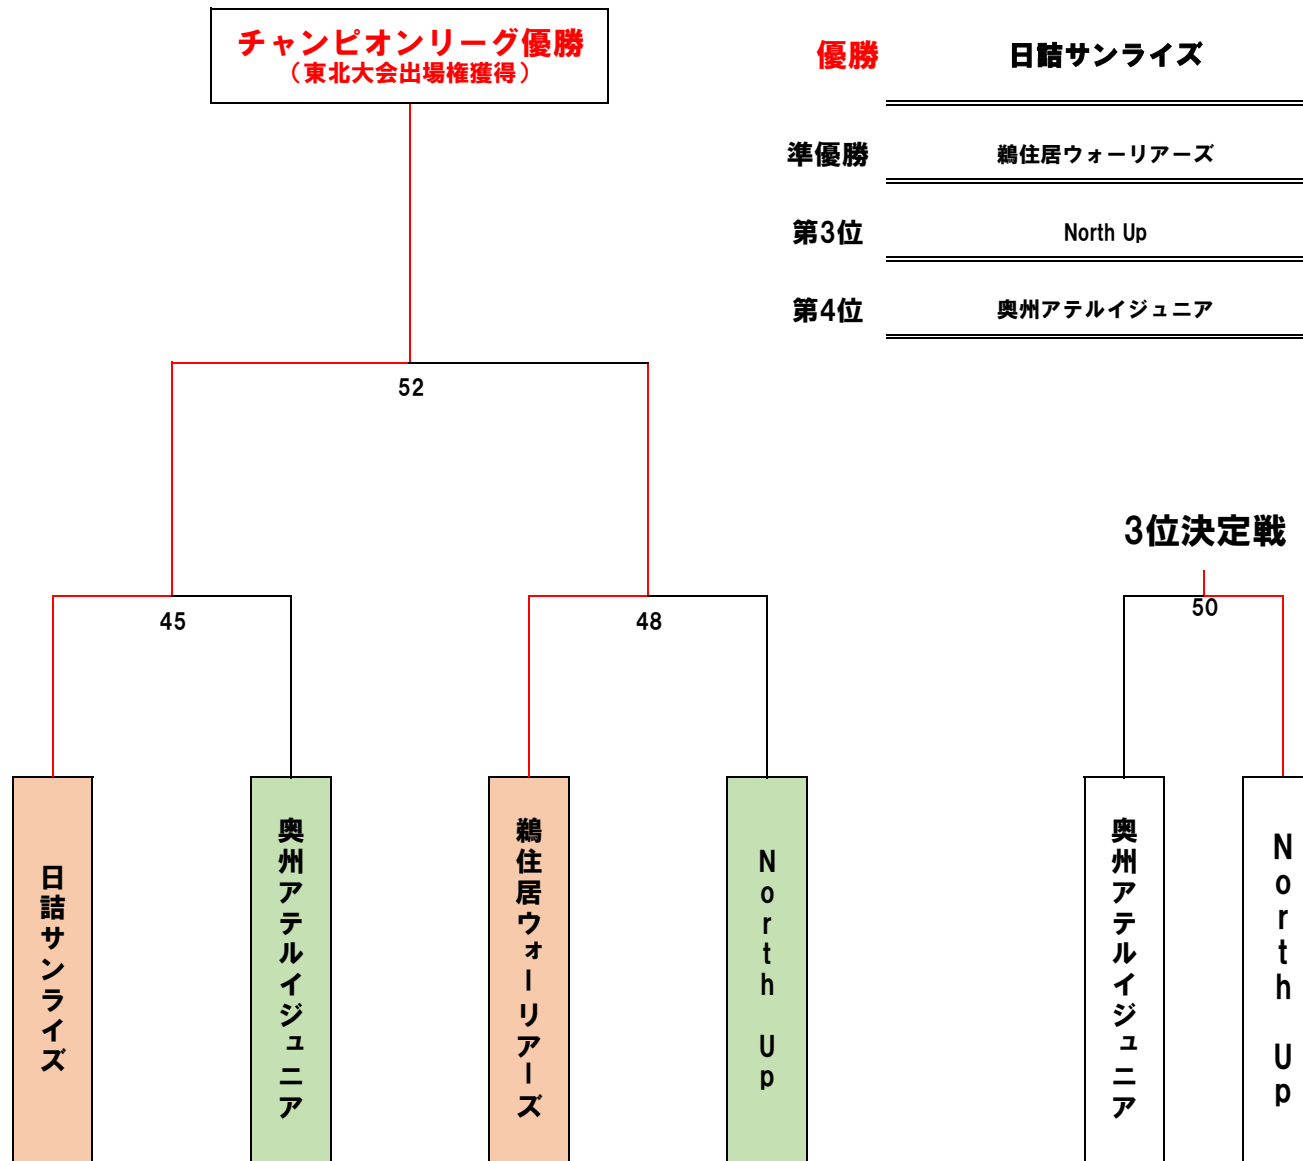 チャンピオンリーグ優勝
（東北大会出場権獲得）
優勝 日詰サンライズ
準優勝 鵜住居ウォーリアーズ
第3位 North Up
第4位 奥州アテルイジュニア
52
3位決定戦
45
48
50
日詰サンライズ
奥州アテルイジュニア
鵜住居ウォーリアーズ
North Up
奥州アテルイジュニア
North Up